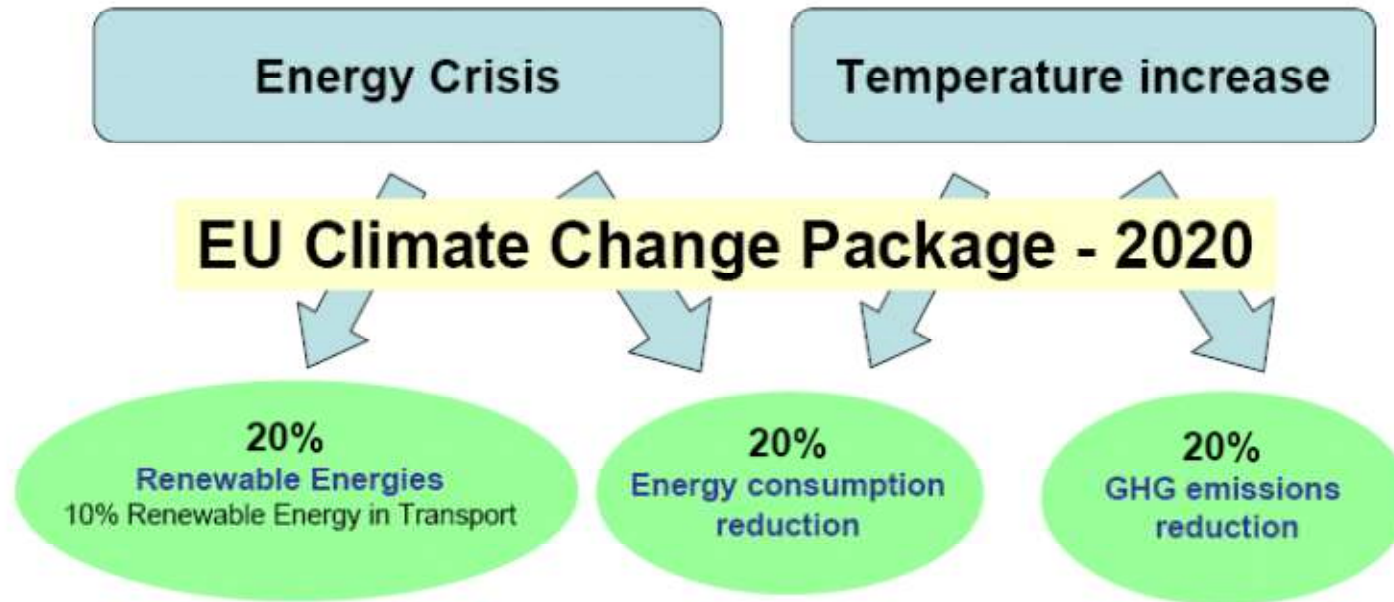 Energy Crisis
Temperature increase
EU Climate Change Package - 2020
20%
Renewable Energies
10% Renewable Energy in Transport
20%
Energy consumption
reduction
20%
GHG emissions
reduction